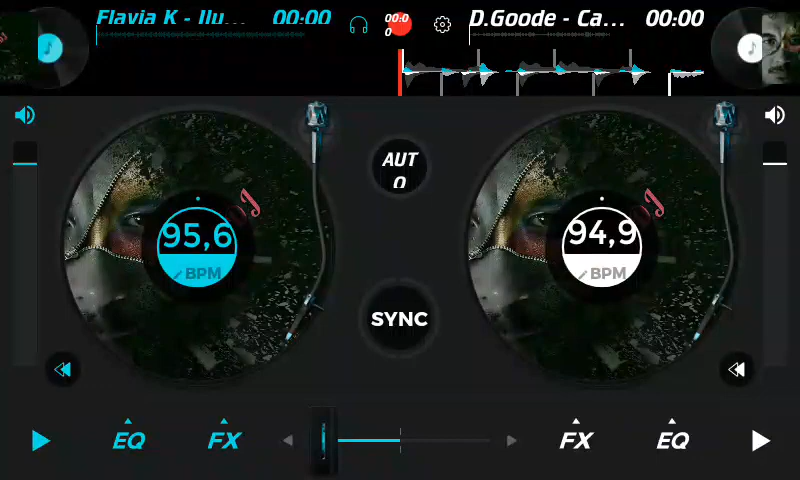 Flavia K - Ilu... 00:00
00:0
0
D.Goode - Ca... 00:00
AUT
O
95,6
BPM
94,9
BPM
SYNC
EQ
FX
FX
EQ